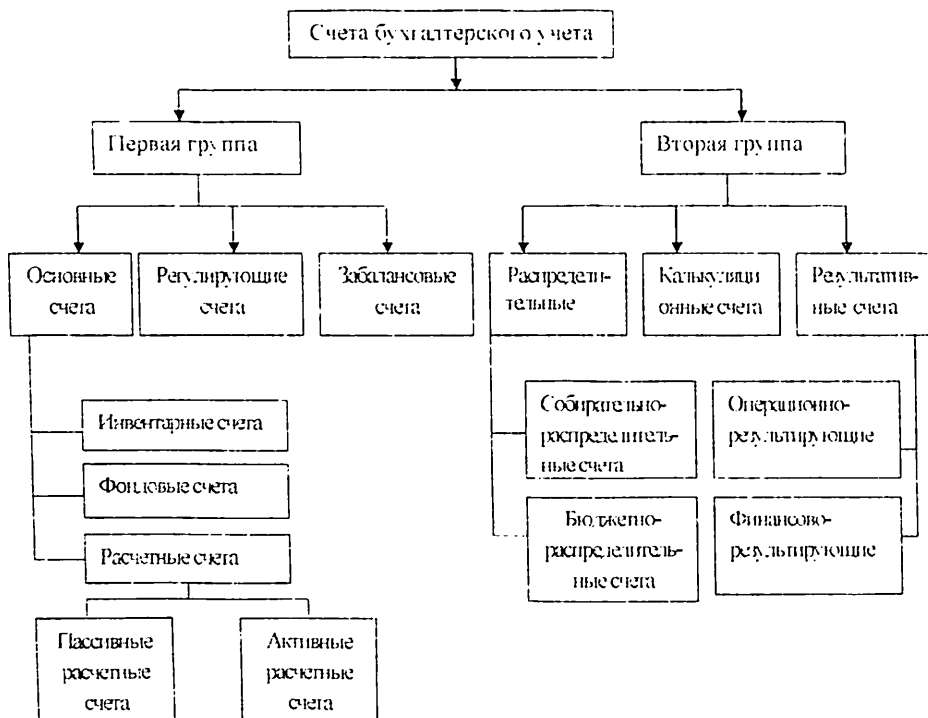 Счета бухгалтерского учета
Первая группа
Вторая группа
Основные
счета
Регулирующие
счета
Забалансовые
счета
Распредели-
тельные
Калькуляци
онные счета
Результатив-
ные счета
Инвентарные счета
Фондовые счета
Расчетные счета
Пассивные
расчетные
счета
Активные
расчетные
счета
Собирательно-
распределитель-
ные счета
Бюджетно-
распределитель-
ные счета
Операционно-
результирующие
Финансово-
результирующие